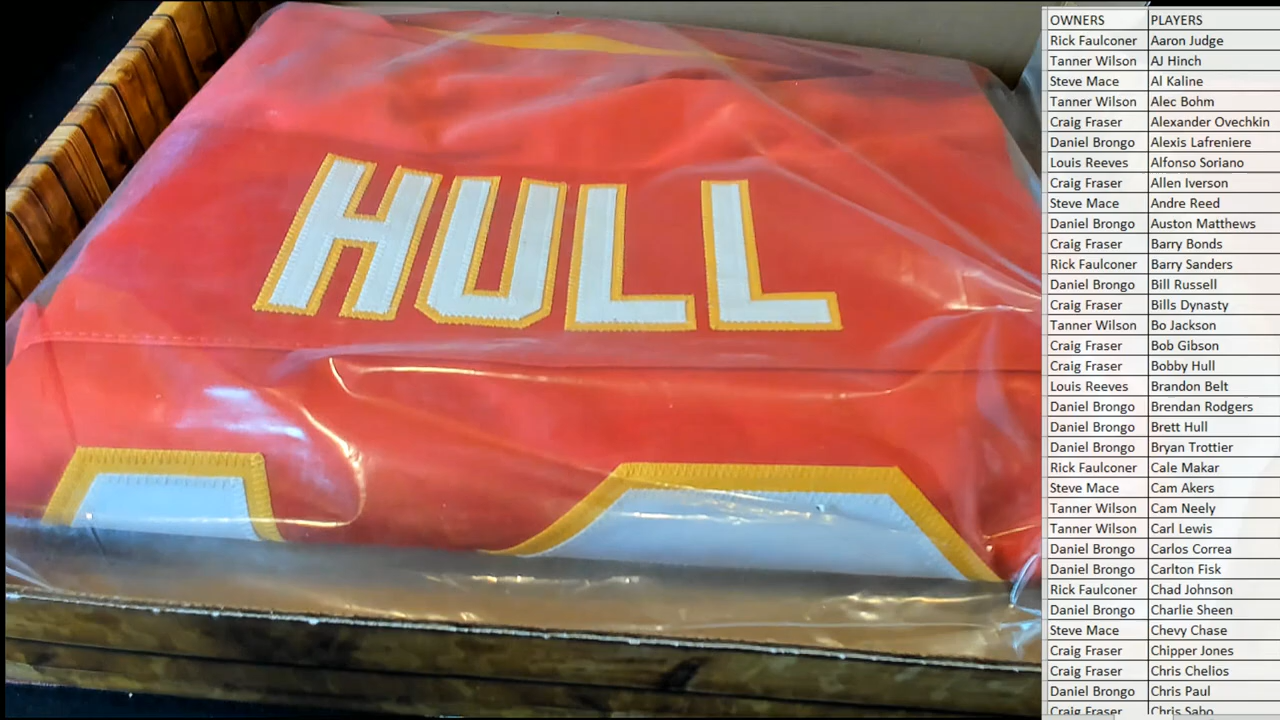 HULL
OWNERS PLAYERS
Rick Faulconer Aaron Judge
Tanner Wilson AJ Hinch
Steve Mace Al Kaline
Tanner Wilson Alec Bohm
Craig Fraser Alexander Ovechkin
Daniel Brongo Alexis Lafreniere
Louis Reeves Alfonso Soriano
Craig Fraser Allen Iverson
Steve Mace Andre Reed
Daniel Brongo Auston Matthews
Craig Fraser Barry Bonds
Rick Faulconer Barry Sanders
Daniel Brongo Bill Russell
Craig Fraser Bills Dynasty
Tanner Wilson Bo Jackson
Craig Fraser Bob Gibson
Craig Fraser Bobby Hull
Louis Reeves Brandon Belt
Daniel Brongo Brendan Rodgers
Daniel Brongo Brett Hull
Daniel Brongo Bryan Trottier
Rick Faulconer Cale Makar
Steve Mace Cam Akers
Tanner Wilson Cam Neely
Tanner Wilson Carl Lewis
Daniel Brongo Carlos Correa
Daniel Brongo Carlton Fisk
Rick Faulconer Chad Johnson
Daniel Brongo Charlie Sheen
Steve Mace Chevy Chase
Craig Fraser Chipper Jones
Craig Fraser Chris Chelios
Daniel Brongo Chris Paul
Craig Fraser Chris Sabo